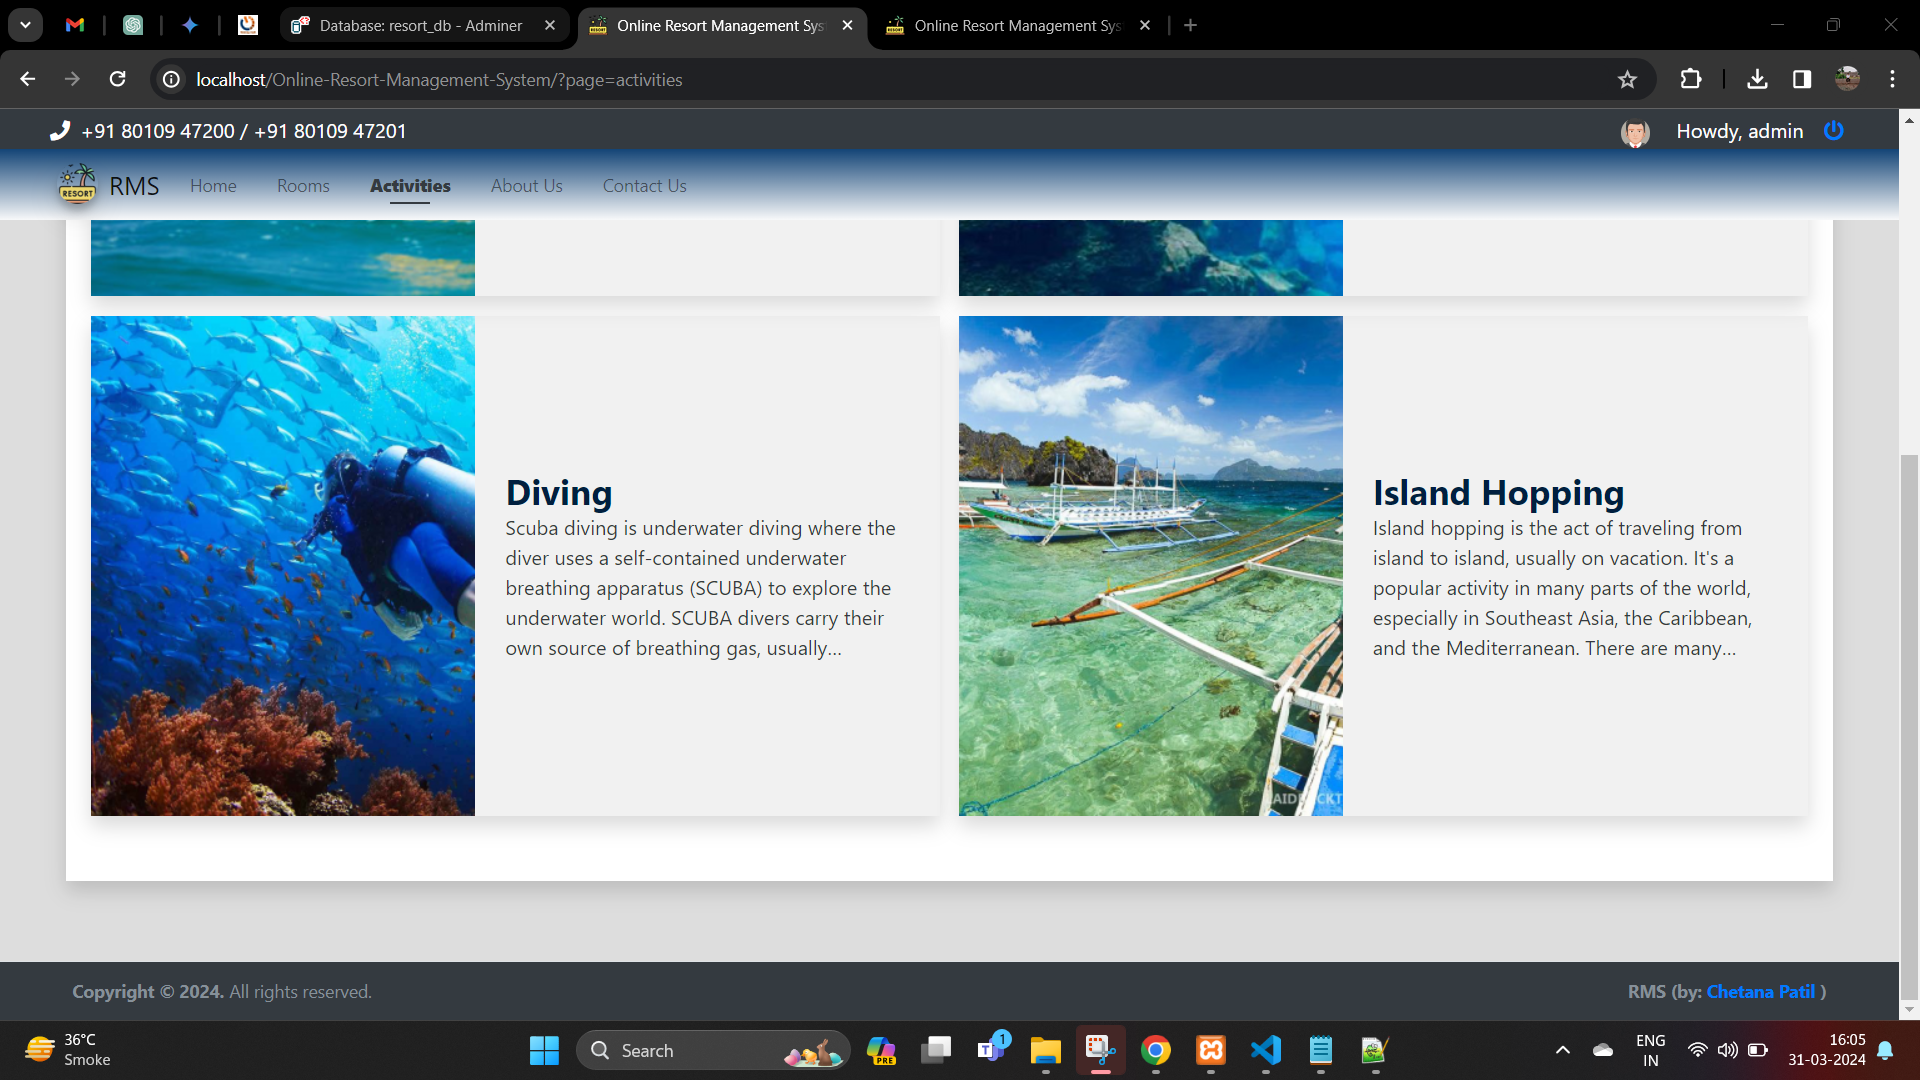 Database: resort_db - Adminer
Online Resort Management Sys
Online Resort Management Sys
localhost/Online-Resort-Management-System/?page=activities
+91 80109 47200 / +91 80109 47201
Howdy, admin
RESORT
RMS
Home
Rooms
Activities
About Us
Contact Us
Diving
Scuba diving is underwater diving where the
diver uses a self-contained underwater
breathing apparatus (SCUBA) to explore the
underwater world. SCUBA divers carry their
own source of breathing gas, usually...
Island Hopping
Island hopping is the act of traveling from
island to island, usually on vacation. It's a
popular activity in many parts of the world,
especially in Southeast Asia, the Caribbean,
and the Mediterranean. There are many...
Copyright © 2024. All rights reserved.
RMS (by: Chetana Patil )
36°C
Smoke
Search
PRE
1
ENG
IN
16:05
31-03-2024